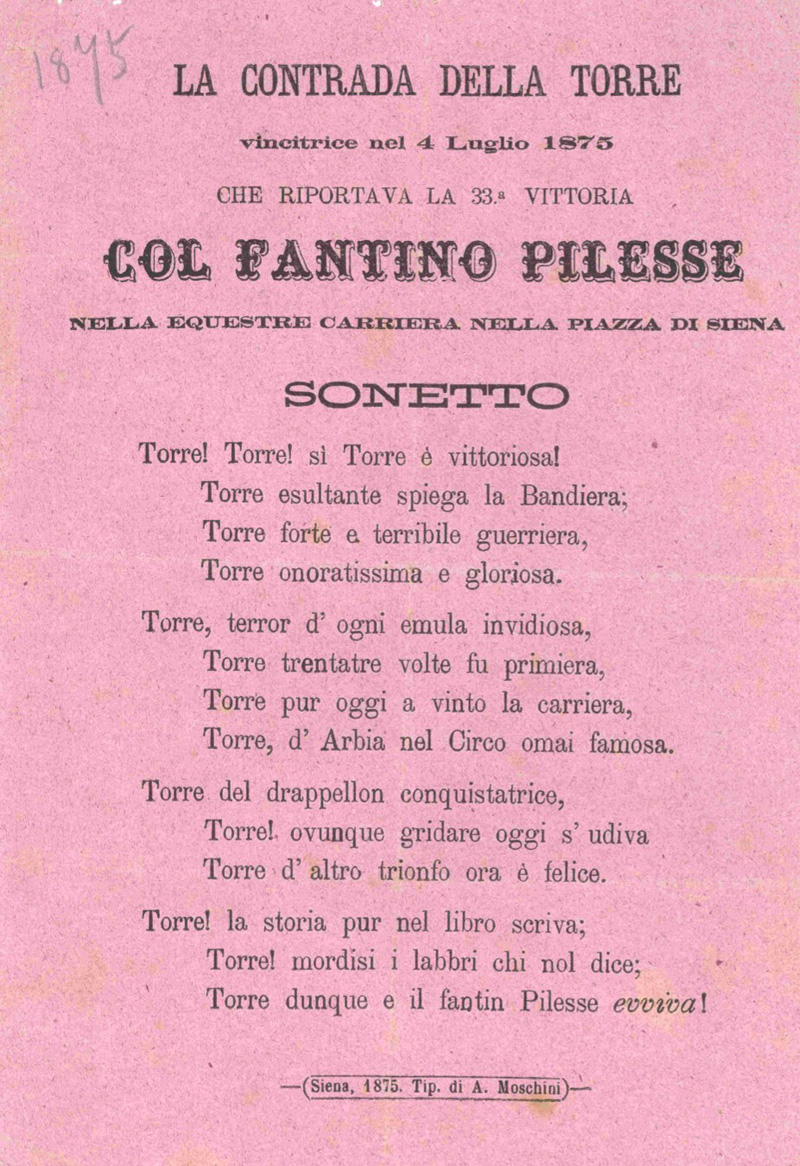 1875
LA CONTRADA DELLA TORRE
vincitrice nel 4 Luglio 1875
CHE RIPORTAVA LA 33.ª VITTORIA
COL FANTINO PILESSE
NELLA EQUESTRE CARRIERA NELLA PIAZZA DI SIENA
SONETTO
Torre! Torre! sì Torre è vittoriosa!
Torre esultante spiega la Bandiera;
Torre forte e terribile guerriera,
Torre onoratissima e gloriosa.
Torre, terror d' ogni emula invidiosa,
Torre trentatre volte fu primiera,
Torre pur oggi a vinto la carriera,
Torre, d' Arbia nel Circo omai famosa.
Torre del drappellon conquistatrice,
Torre! ovunque gridare oggi s' udiva
Torre d' altro trionfo ora è felice.
Torre! la storia pur nel libro scriva;
Torre! mordisi i labbri chi nol dice;
Torre dunque e il fantin Pilesse evviva!
—(Siena, 1875. Tip. di A. Moschini)—